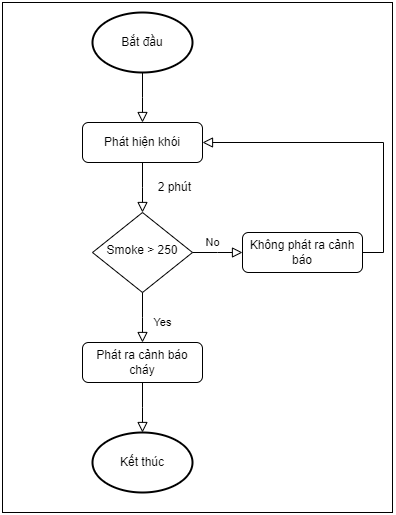 Bắt đầu
Phát hiện khói
2 phút
Smoke > 250
No
Không phát ra cảnh
báo
Yes
Phát ra cảnh báo
cháy
Kết thúc